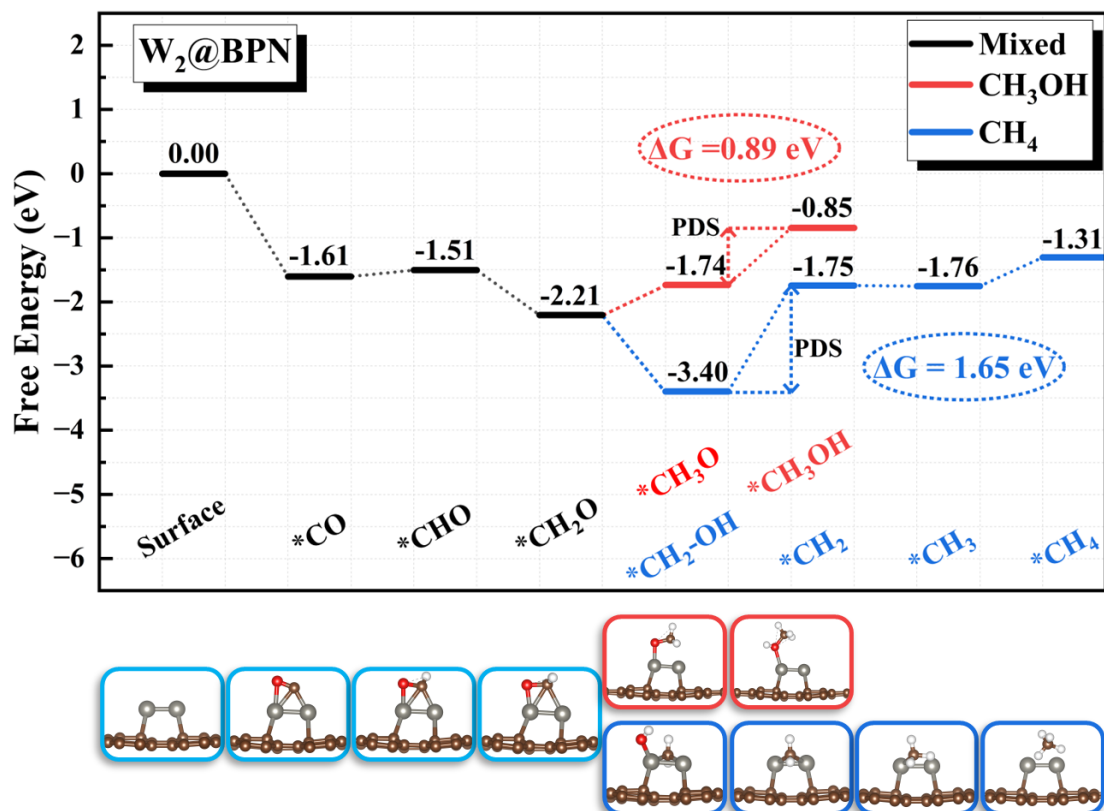 W₂@BPN
Mixed
CH₃OH
CH₄
Free Energy (eV)
2
1
0
−1
−2
−3
−4
−5
−6
0.00
-1.61
-1.51
-2.21
-1.74
-0.85
-3.40
-1.75
-1.76
-1.31
ΔG =0.89 eV
PDS
PDS
ΔG = 1.65 eV
Surface
*CO
*CHO
*CH₂O
*CH₃O
*CH₃OH
*CH₂-OH
*CH₂
*CH₃
*CH₄